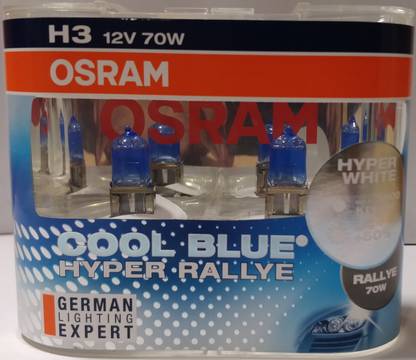 H3 12V 70W
OSRAM
OSRAM
HYPER
WHITE
COOL BLUE®
HYPER RALLYE
RALLYE
70W
GERMAN
LIGHTING
EXPERT